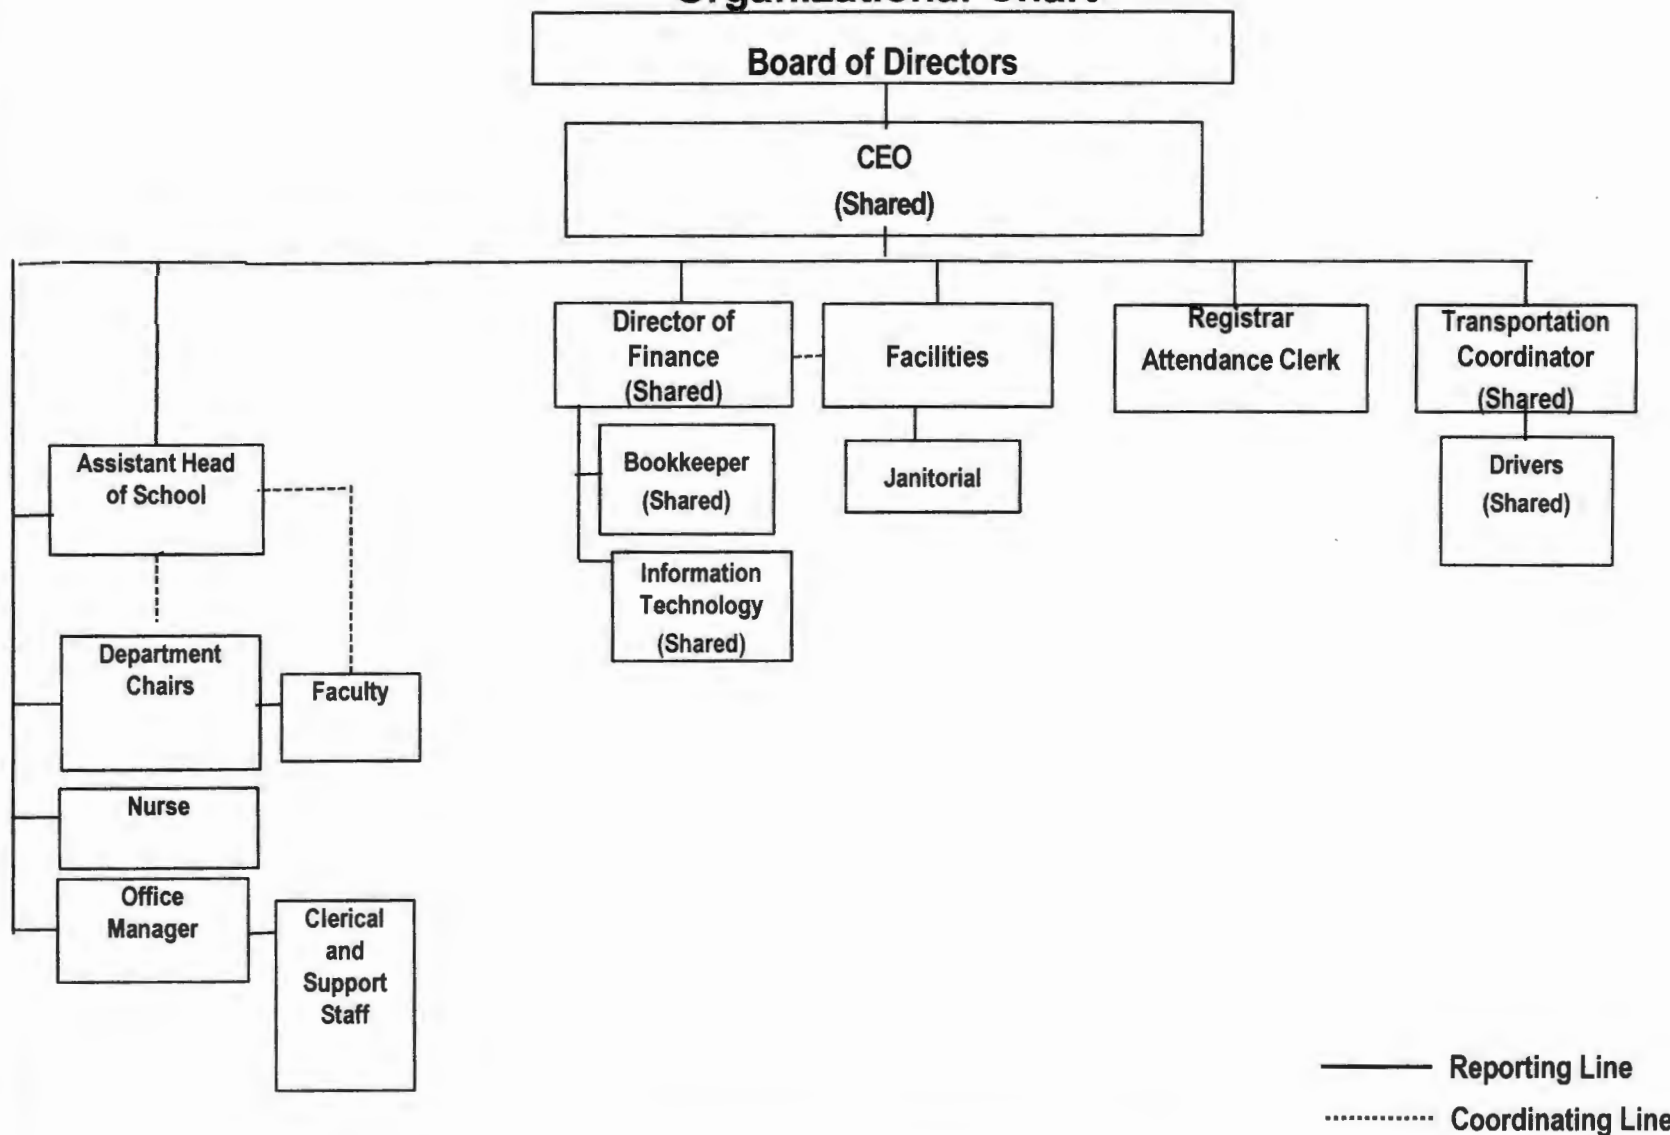 Organizational Chart
Board of Directors
CEO
(Shared)
Director of
Finance
(Shared)
Facilities
Registrar
Attendance Clerk
Transportation
Coordinator
(Shared)
Assistant Head
of School
Bookkeeper
(Shared)
Janitorial
Drivers
(Shared)
Information
Technology
(Shared)
Department
Chairs
Faculty
Nurse
Office
Manager
Clerical
and
Support
Staff
Reporting Line
Coordinating Line